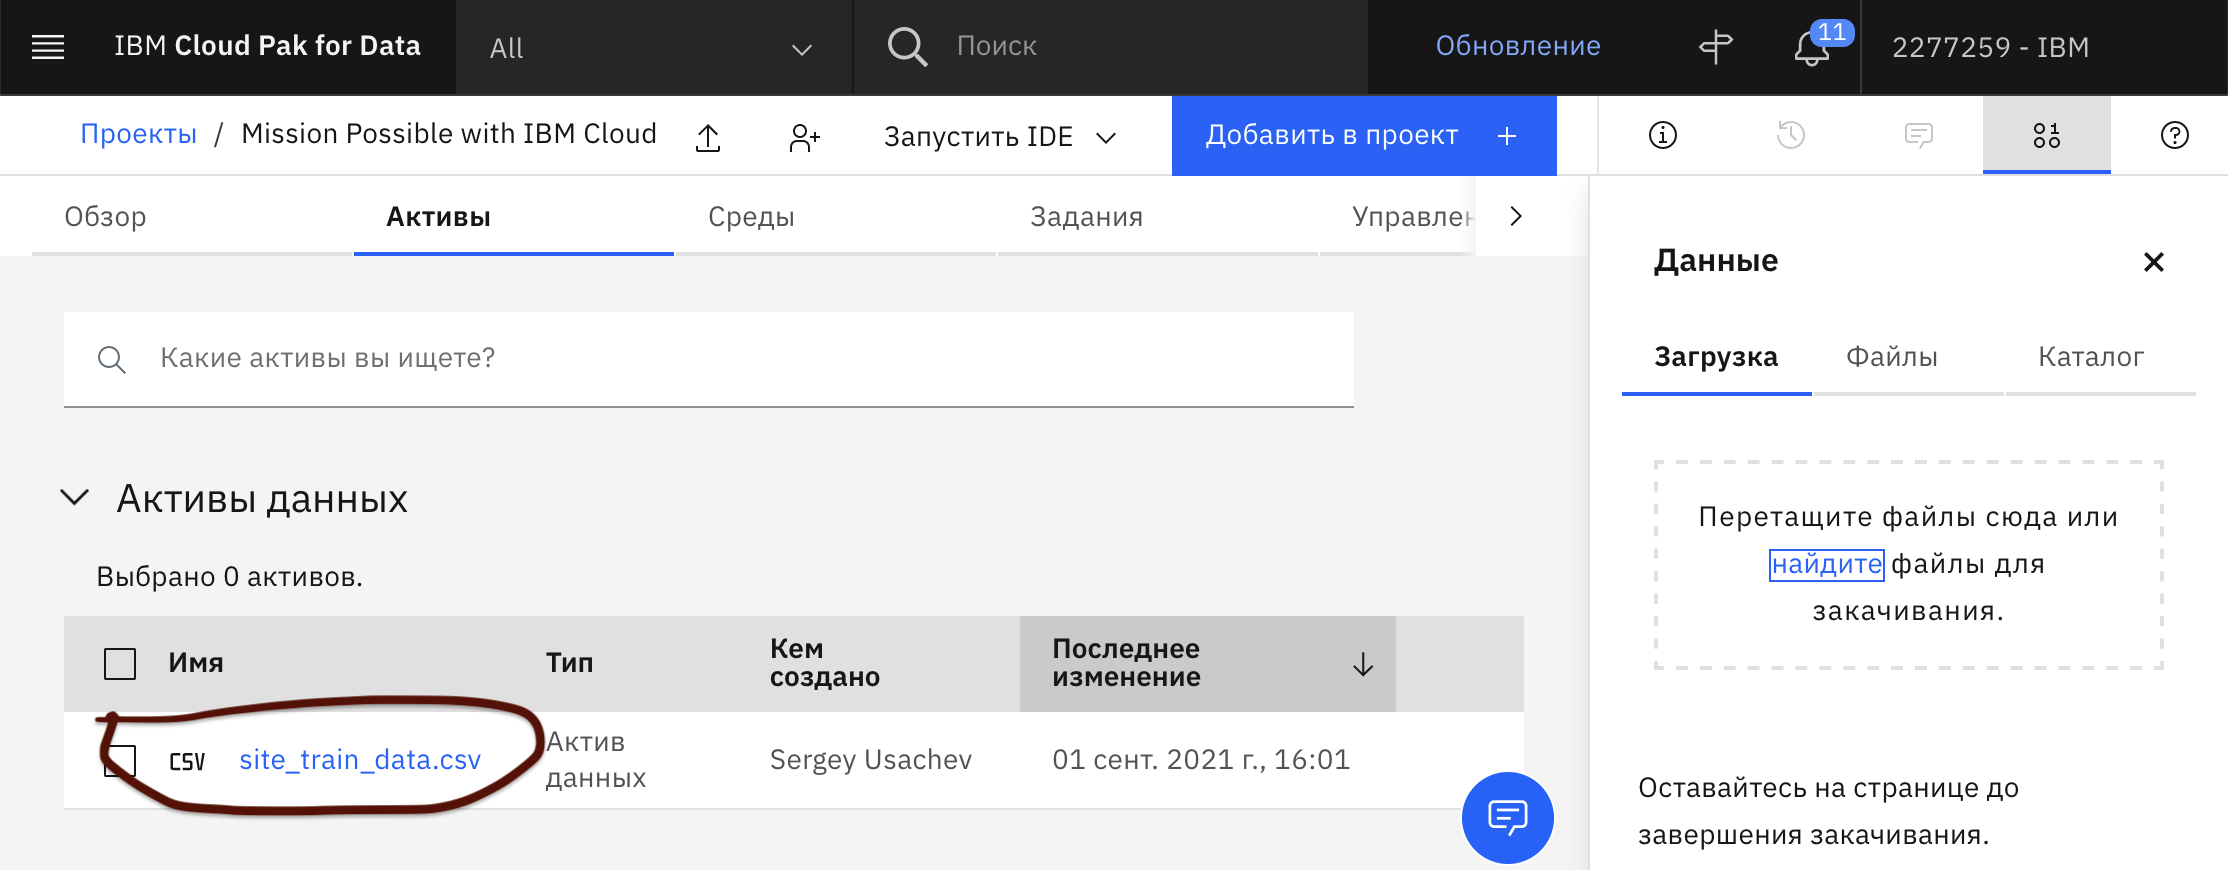 IBM Cloud Pak for Data
All
Поиск
Обновление
11
2277259 - IBM
Проекты / Mission Possible with IBM Cloud
Запустить IDE
Добавить в проект +
Обзор
Активы
Среды
Задания
Управлен
Данные
Загрузка
Файлы
Каталог
Какие активы вы ищете?
Перетащите файлы сюда или
найдите файлы для
закачивания.
Активы данных
Выбрано 0 активов.
Имя
Тип
Кем
создано
Последнее
изменение
CSV site_train_data.csv
Актив
данных
Sergey Usachev
01 сент. 2021 г., 16:01
Оставайтесь на странице до
завершения закачивания.